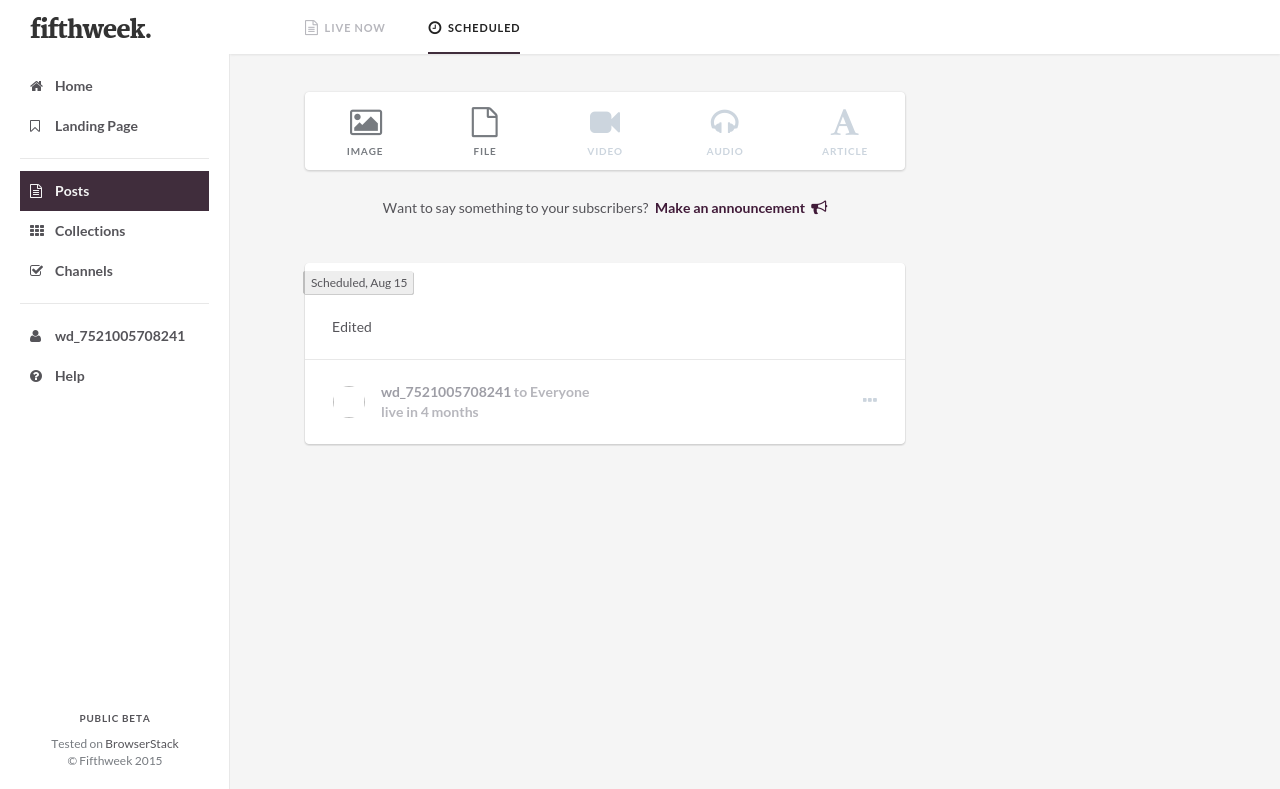 fifthweek.
LIVE NOW
SCHEDULED
Home
Landing Page
Posts
Collections
Channels
wd_7521005708241
Help
PUBLIC BETA
Tested on BrowserStack
© Fifthweek 2015
IMAGE
FILE
VIDEO
AUDIO
ARTICLE
Want to say something to your subscribers? Make an announcement
Scheduled, Aug 15
Edited
wd_7521005708241 to Everyone
live in 4 months